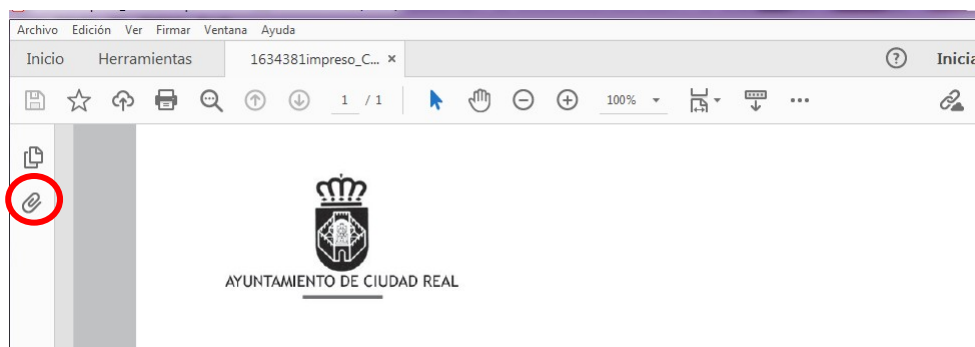 Archivo Edición Ver Firmar Ventana Ayuda
Inicio Herramientas 1634381impreso_C... ×
? Inicia
1 / 1 100%
AYUNTAMIENTO DE CIUDAD REAL